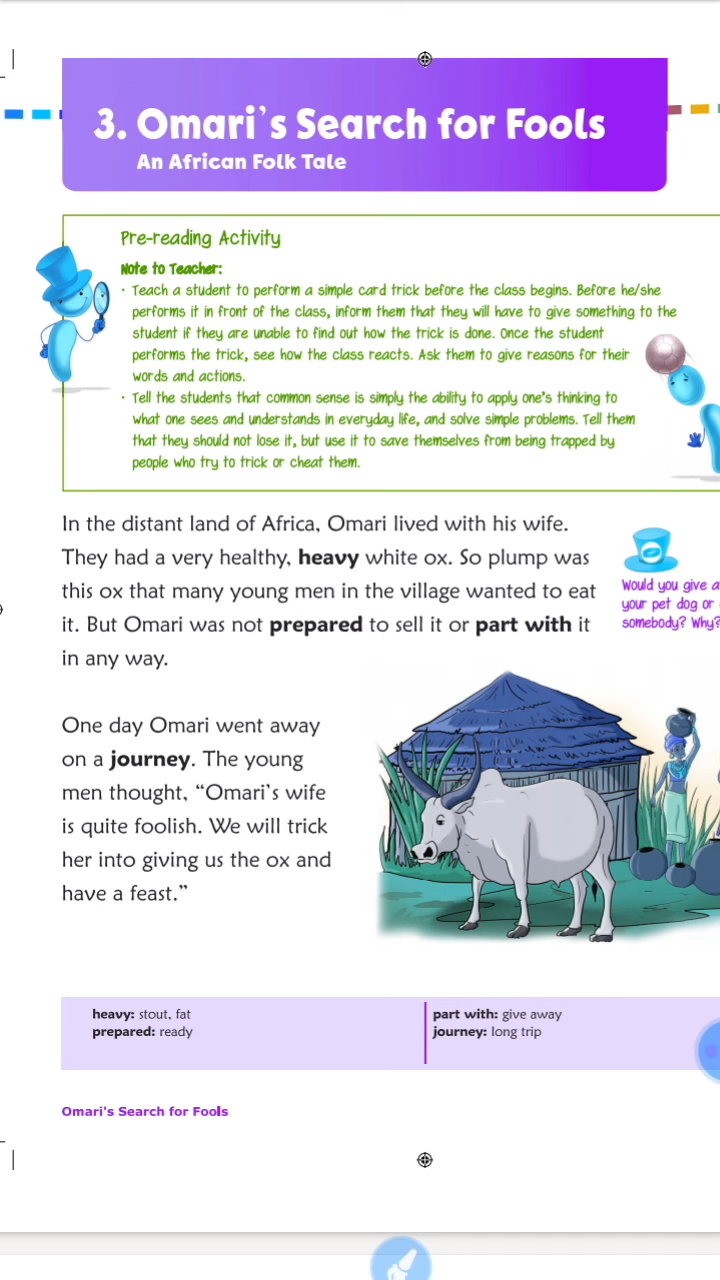 3. Omari's Search for Fools
An African Folk Tale
Pre-reading Activity
Note to Teacher:
• Teach a student to perform a simple card trick before the class begins. Before he/she
performs it in front of the class, inform them that they will have to give something to the
student if they are unable to find out how the trick is done. Once the student
performs the trick, see how the class reacts. Ask them to give reasons for their
words and actions.
• Tell the students that common sense is simply the ability to apply one's thinking to
what one sees and understands in everyday life, and solve simple problems. Tell them
that they should not lose it, but use it to save themselves from being trapped by
people who try to trick or cheat them.
In the distant land of Africa, Omari lived with his wife.
They had a very healthy, heavy white ox. So plump was
this ox that many young men in the village wanted to eat
it. But Omari was not prepared to sell it or part with it
in any way.
Would you give a
your pet dog or
somebody? Why?
One day Omari went away
on a journey. The young
men thought, “Omari's wife
is quite foolish. We will trick
her into giving us the ox and
have a feast.”
heavy: stout, fat
prepared: ready
part with: give away
journey: long trip
Omari's Search for Fools